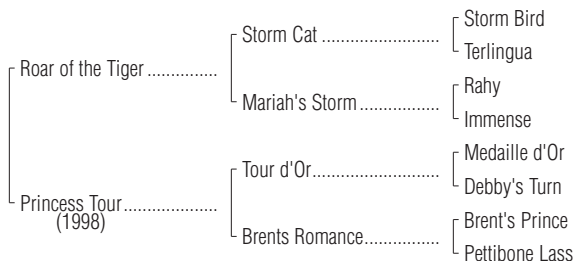 Storm Bird
Storm Cat ......................
Terlingua
Roar of the Tiger .............
Rahy
Mariah's Storm ...............
Immense
Medaille d'Or
Tour d'Or........................
Debby's Turn
Princess Tour .................
(1998)
Brent's Prince
Brents Romance..............
Pettibone Lass